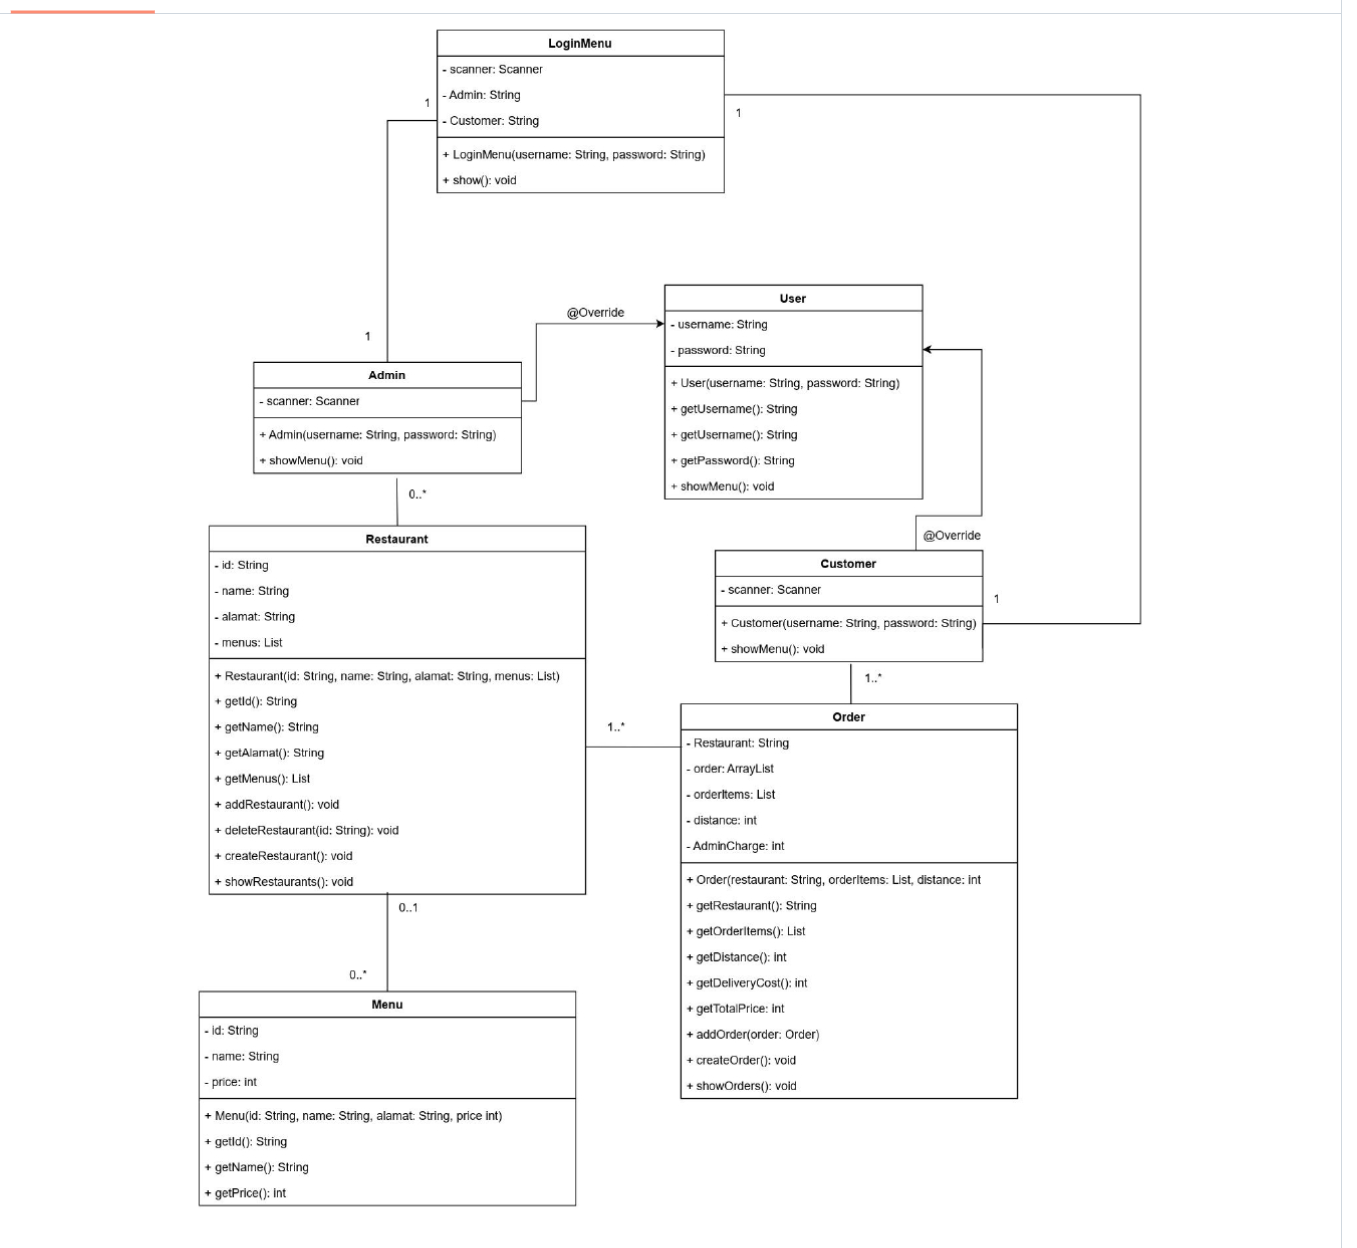 LoginMenu
- scanner: Scanner
- Admin: String
- Customer: String
+ LoginMenu(username: String, password: String)
+ show(): void
1
1
1
@Override
User
- username: String
- password: String
+ User(username: String, password: String)
+ getUsername(): String
+ getUsername(): String
+ getPassword(): String
+ showMenu(): void
Admin
- scanner: Scanner
+ Admin(username: String, password: String)
+ showMenu(): void
0..*
@Override
Customer
- scanner: Scanner
+ Customer(username: String, password: String)
+ showMenu(): void
1
1..*
Restaurant
- id: String
- name: String
- alamat: String
- menus: List
+ Restaurant(id: String, name: String, alamat: String, menus: List)
+ getId(): String
+ getName(): String
+ getAlamat(): String
+ getMenus(): List
+ addRestaurant(): void
+ deleteRestaurant(id: String): void
+ createRestaurant(): void
+ showRestaurants(): void
1..*
Order
- Restaurant: String
- order: ArrayList
- orderItems: List
- distance: int
- AdminCharge: int
+ Order(restaurant: String, orderItems: List, distance: int
+ getRestaurant(): String
+ getOrderItems(): List
+ getDistance(): int
+ getDeliveryCost(): int
+ getTotalPrice: int
+ addOrder(order: Order)
+ createOrder(): void
+ showOrders(): void
0..1
0..*
Menu
- id: String
- name: String
- price: int
+ Menu(id: String, name: String, alamat: String, price int)
+ getId(): String
+ getName(): String
+ getPrice(): int